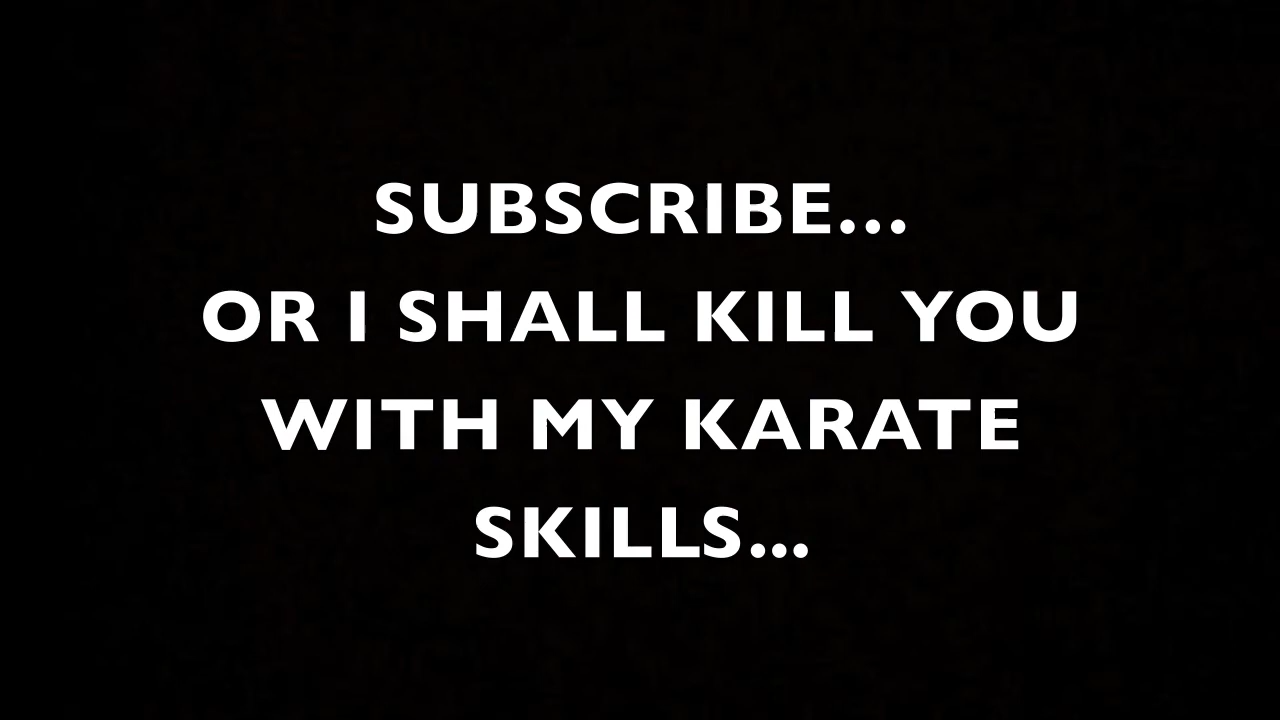 SUBSCRIBE...
OR I SHALL KILL YOU
WITH MY KARATE
SKILLS...